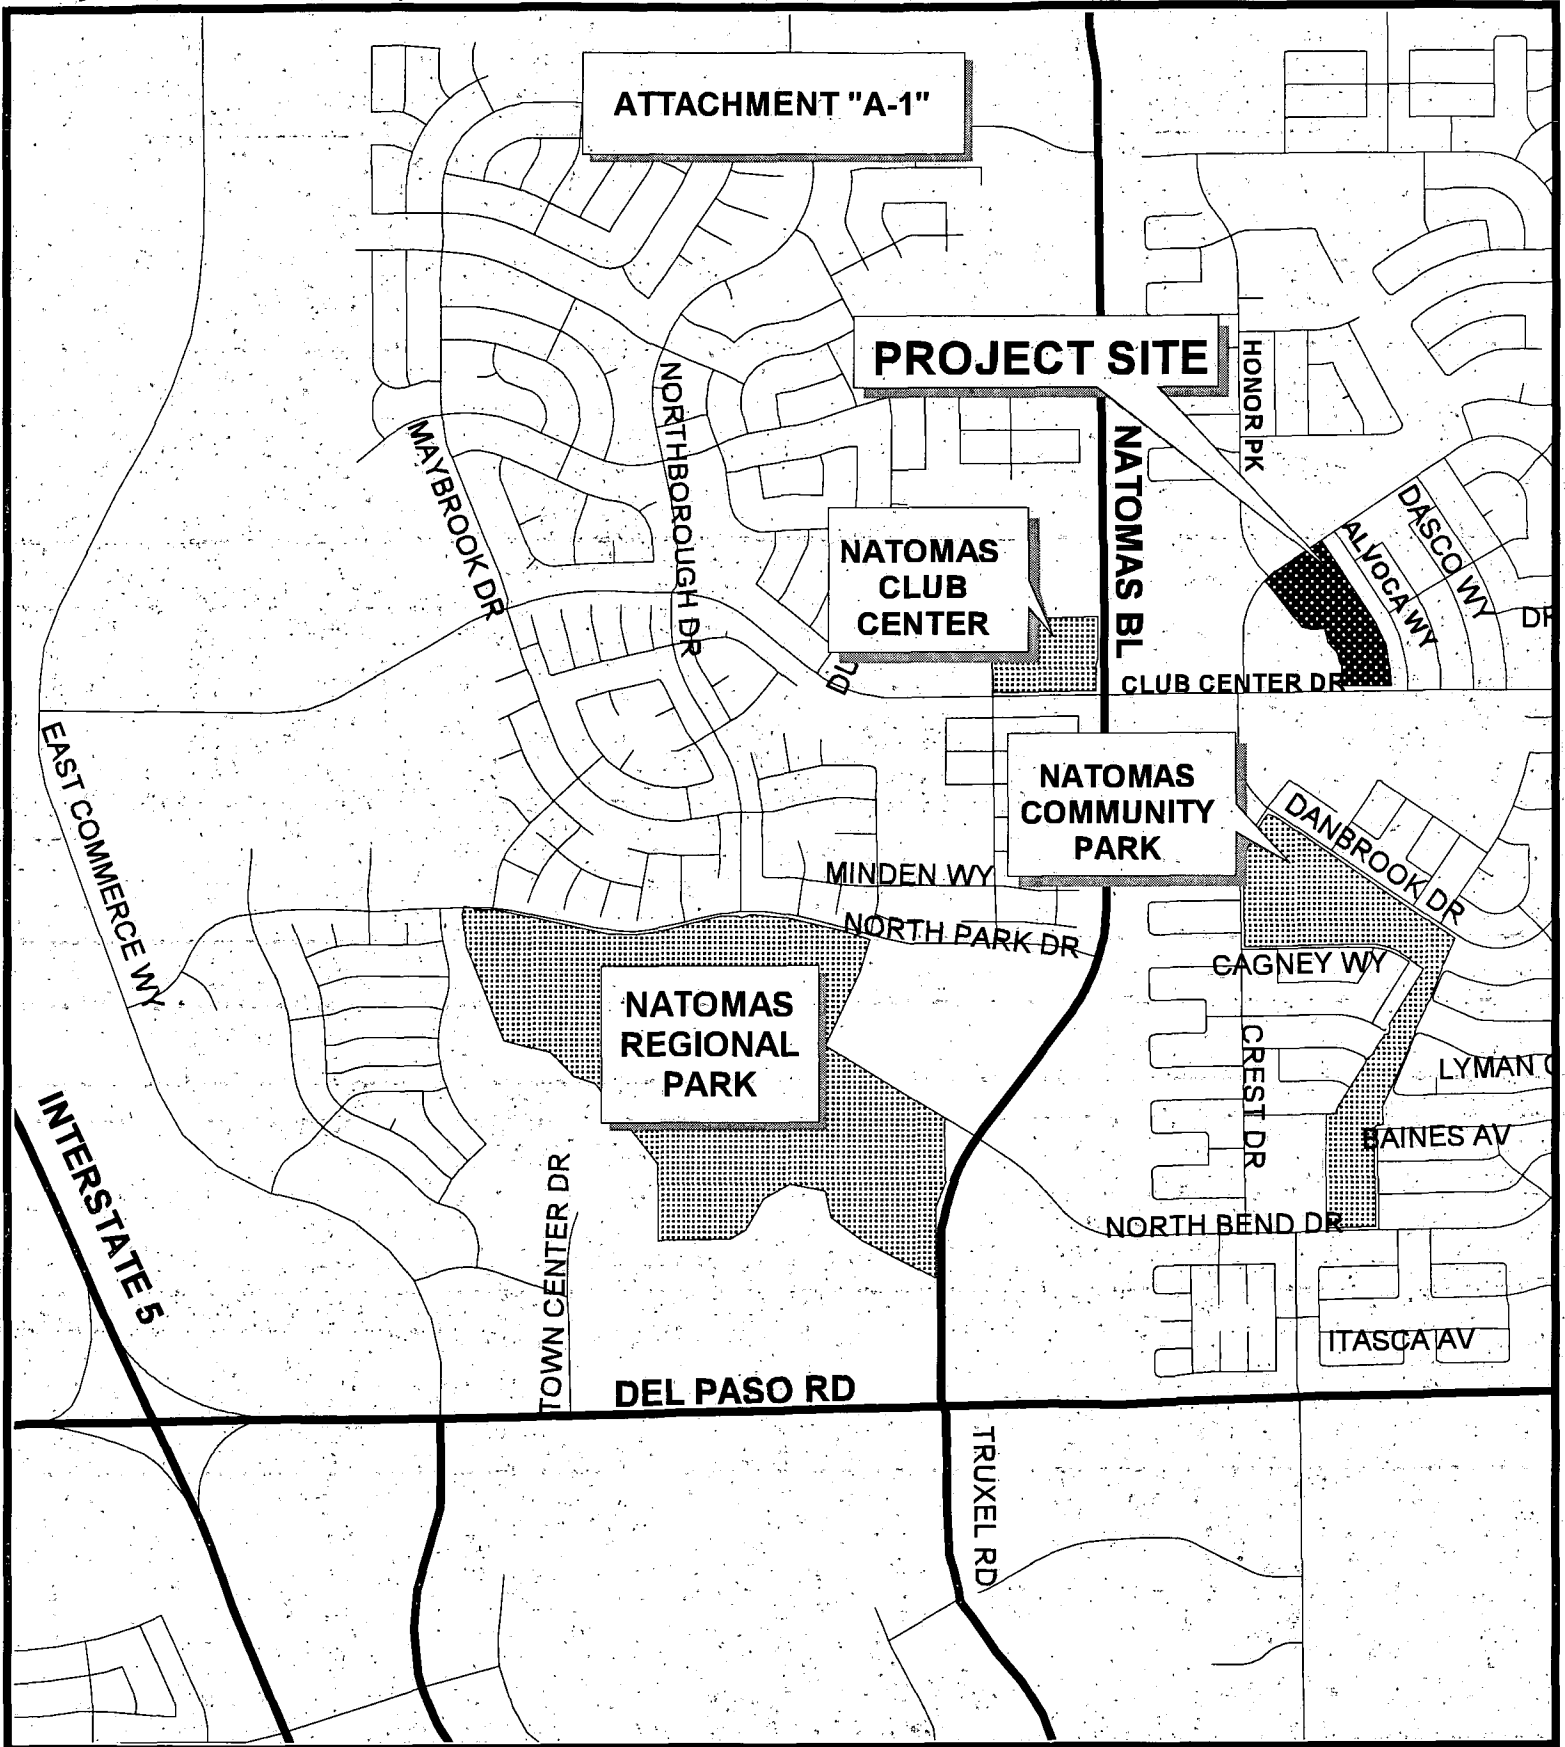 ATTACHMENT "A-1"
PROJECT SITE
HONOR PK
NORTHBOROUGH DR
MAYBROOK DR
NATOMAS BL
DASCO WY
ALVOCA WY
NATOMAS
CLUB
CENTER
CLUB CENTER DR
EAST COMMERCE WY
NATOMAS
COMMUNITY
PARK
DANBROOK DR
MINDEN WY
NORTH PARK DR
CAGNEY WY
NATOMAS
REGIONAL
PARK
CREST DR
LYMAN
BAINES AV
INTERSTATE 5
TOWN CENTER DR
NORTH BEND DR
ITASCA AV
DEL PASO RD
TRUXEL RD